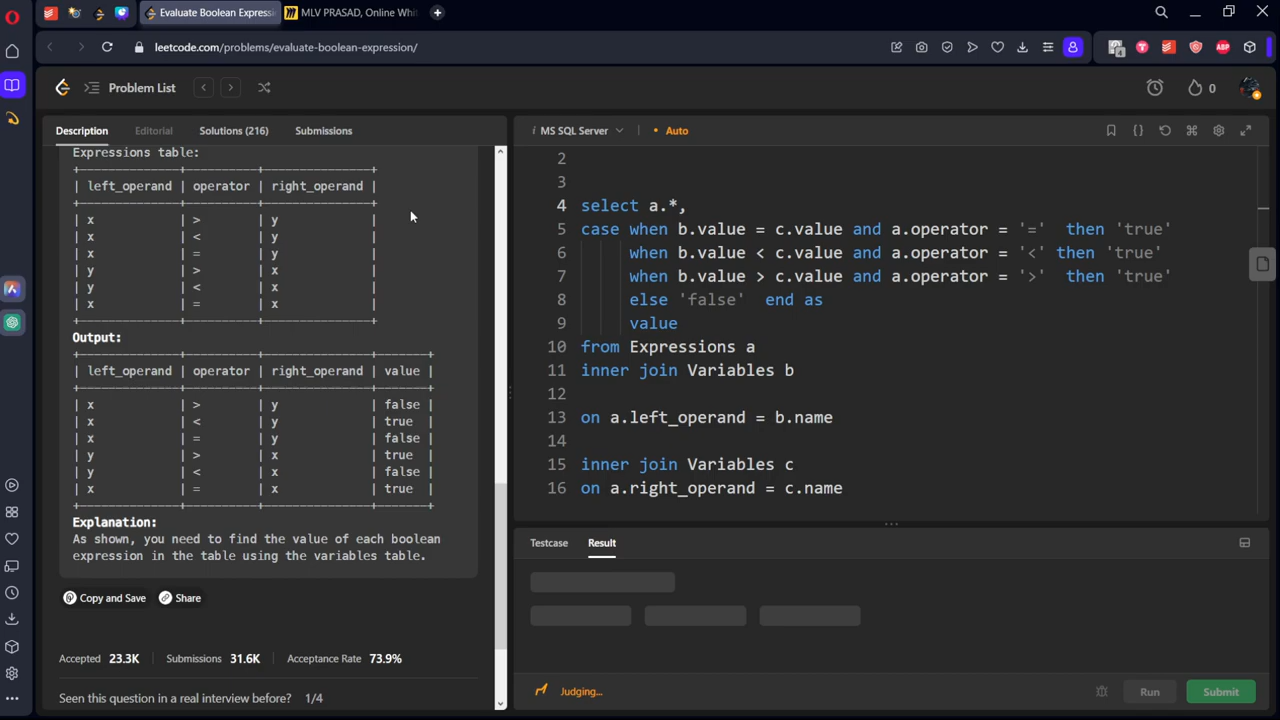 Evaluate Boolean Expressi
MLV PRASAD, Online Whit
leetcode.com/problems/evaluate-boolean-expression/
Problem List
0
Description
Editorial
Solutions (216)
Submissions
Expressions table:
+--------------+----------+---------------+
| left_operand | operator | right_operand |
+--------------+----------+---------------+
| x | > | y |
| x | < | y |
| x | = | y |
| y | > | x |
| y | < | x |
| x | = | x |
+--------------+----------+---------------+
Output:
+--------------+----------+---------------+-------+
| left_operand | operator | right_operand | value |
+--------------+----------+---------------+-------+
| x | > | y | false |
| x | < | y | true |
| x | = | y | false |
| y | > | x | true |
| y | < | x | false |
| x | = | x | true |
+--------------+----------+---------------+-------+
Explanation:
As shown, you need to find the value of each boolean
expression in the table using the variables table.
Copy and Save
Share
Accepted 23.3K
Submissions 31.6K
Acceptance Rate 73.9%
Seen this question in a real interview before? 1/4
i MS SQL Server
• Auto
2
3
4 select a.*,
5 case when b.value = c.value and a.operator = '=' then 'true'
6 when b.value < c.value and a.operator = '<' then 'true'
7 when b.value > c.value and a.operator = '>' then 'true'
8 else 'false' end as
9 value
10 from Expressions a
11 inner join Variables b
12
13 on a.left_operand = b.name
14
15 inner join Variables c
16 on a.right_operand = c.name
Testcase
Result
Judging...
Run
Submit